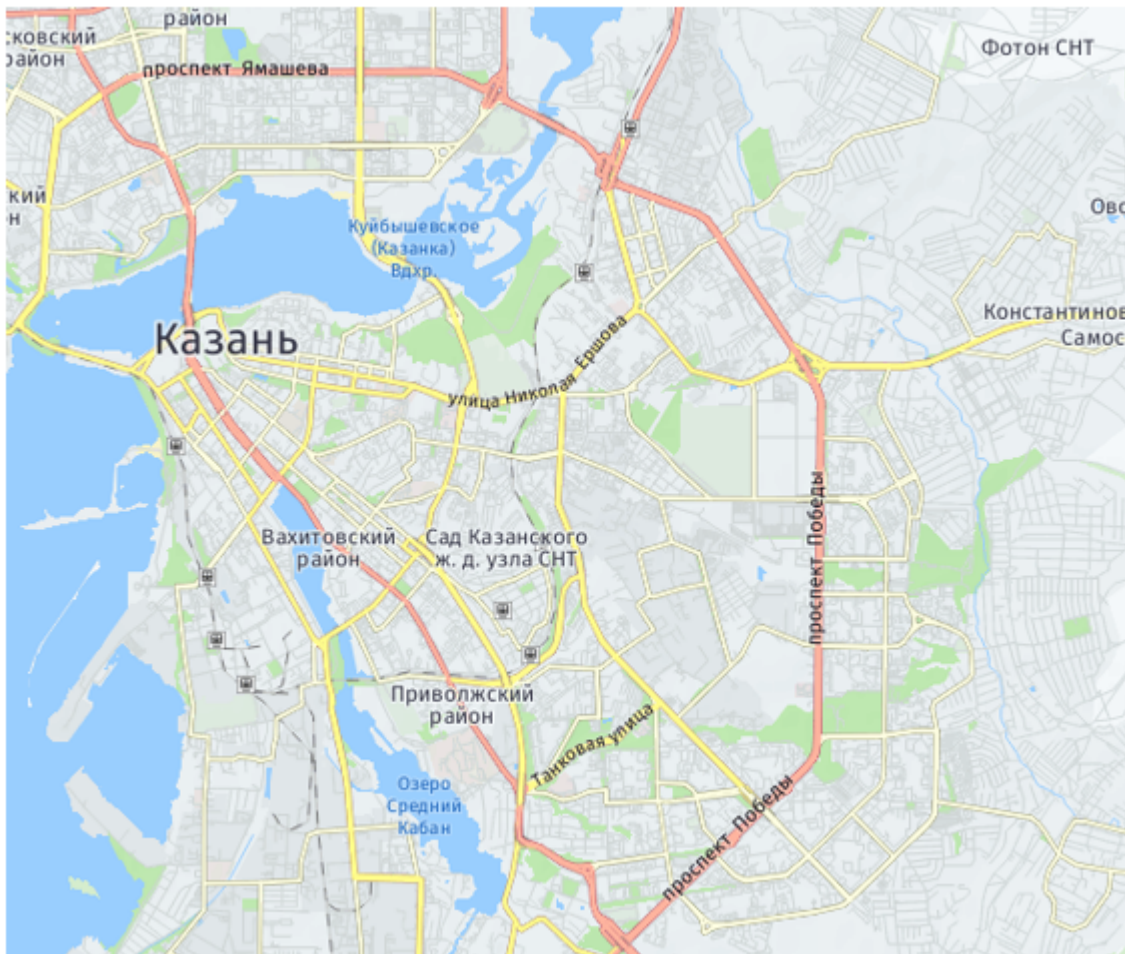 район
сковский
район
проспект Ямашева
Фотон СНТ
кий
н
Ово
Куйбышевское
(Казанка)
Вдхр.
Константинов
Самос
Казань
улица Николая Ершова
Вахитовский
район
Сад Казанского
ж. д. узла СНТ
проспект Победы
Приволжский
район
Танковая улица
Озеро
Средний
Кабан
проспект Победы